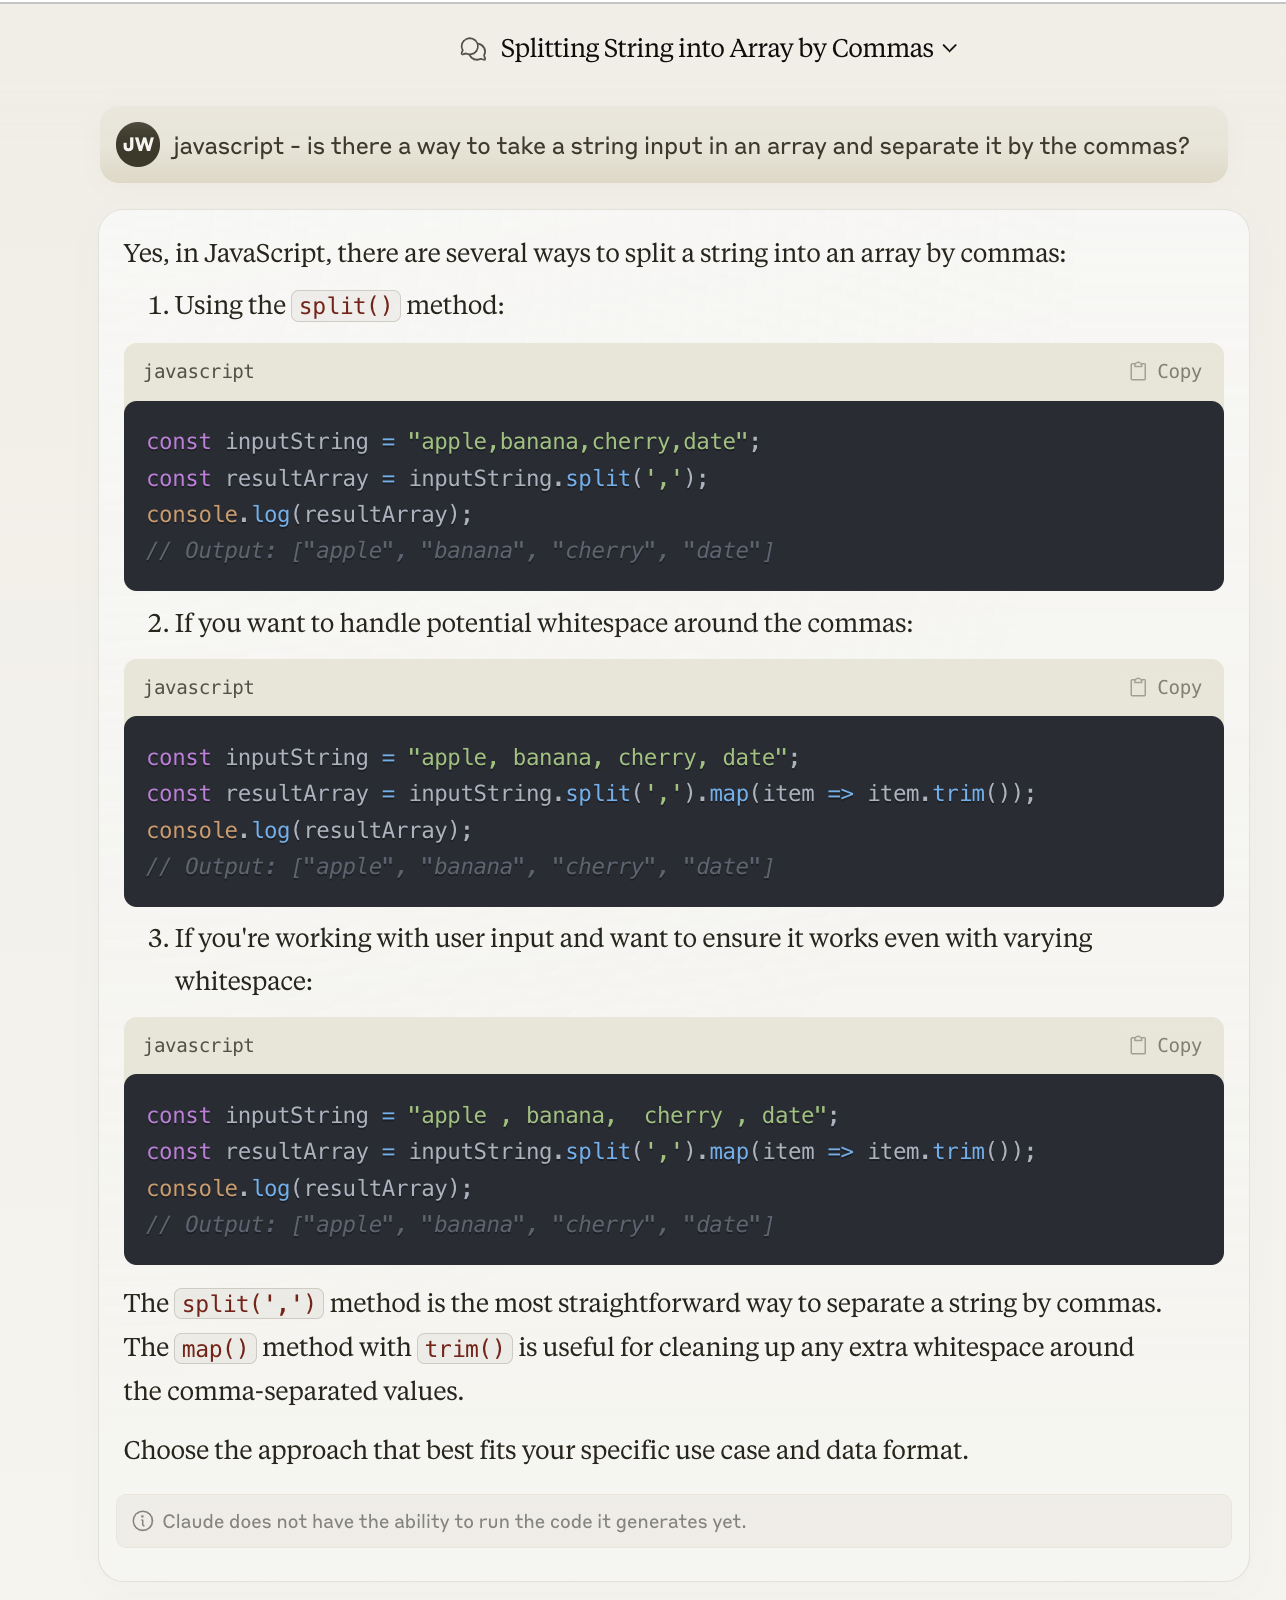 Splitting String into Array by Commas
JW
javascript - is there a way to take a string input in an array and separate it by the commas?
Yes, in JavaScript, there are several ways to split a string into an array by commas:
1. Using the split() method:
javascript
Copy
const inputString = "apple,banana,cherry,date";
const resultArray = inputString.split(',');
console.log(resultArray);
// Output: ["apple", "banana", "cherry", "date"]
2. If you want to handle potential whitespace around the commas:
javascript
Copy
const inputString = "apple, banana, cherry, date";
const resultArray = inputString.split(',').map(item => item.trim());
console.log(resultArray);
// Output: ["apple", "banana", "cherry", "date"]
3. If you're working with user input and want to ensure it works even with varying
whitespace:
javascript
Copy
const inputString = "apple , banana,  cherry , date";
const resultArray = inputString.split(',').map(item => item.trim());
console.log(resultArray);
// Output: ["apple", "banana", "cherry", "date"]
The split(',') method is the most straightforward way to separate a string by commas.
The map() method with trim() is useful for cleaning up any extra whitespace around
the comma-separated values.
Choose the approach that best fits your specific use case and data format.
Claude does not have the ability to run the code it generates yet.